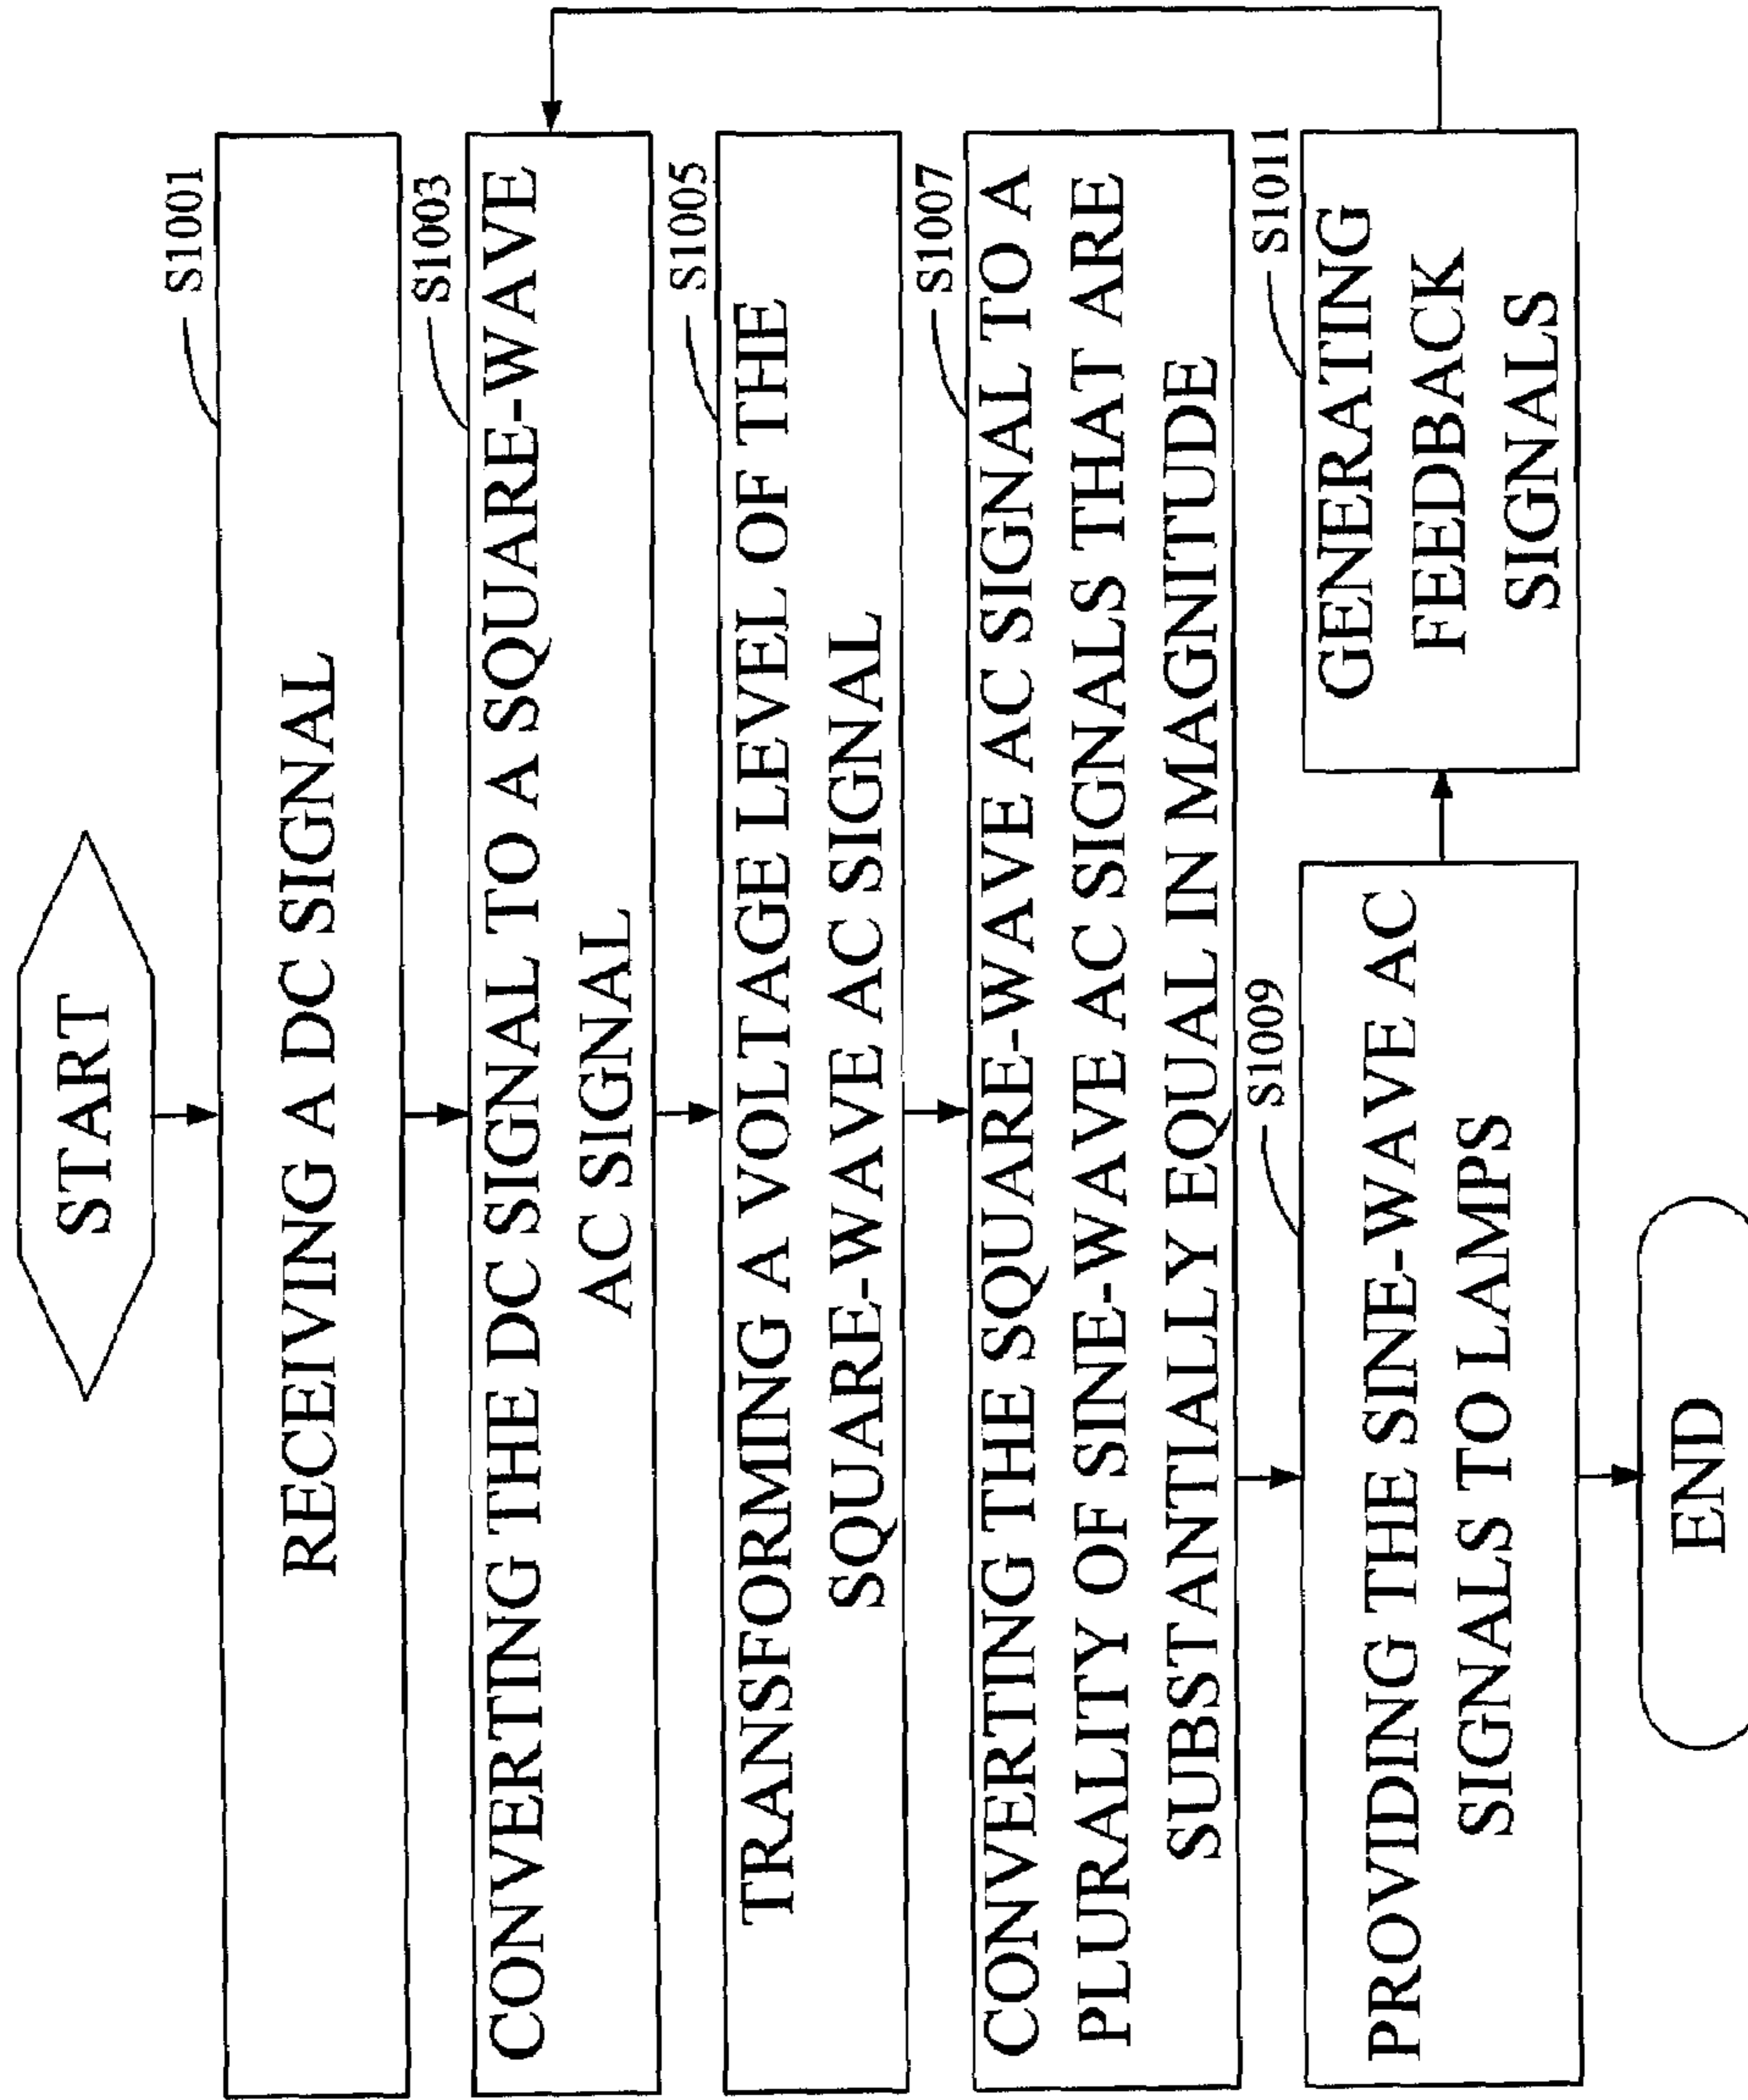 START
S1001
RECEIVING A DC SIGNAL
S1003
CONVERTING THE DC SIGNAL TO A SQUARE-WAVE
AC SIGNAL
S1005
TRANSFORMING A VOLTAGE LEVEL OF THE
SQUARE-WAVE AC SIGNAL
S1007
CONVERTING THE SQUARE-WAVE AC SIGNAL TO A
PLURALITY OF SINE-WAVE AC SIGNALS THAT ARE
SUBSTANTIALLY EQUAL IN MAGNITUDE
S1009
PROVIDING THE SINE-WAVE AC
SIGNALS TO LAMPS
S1011
GENERATING
FEEDBACK
SIGNALS
END